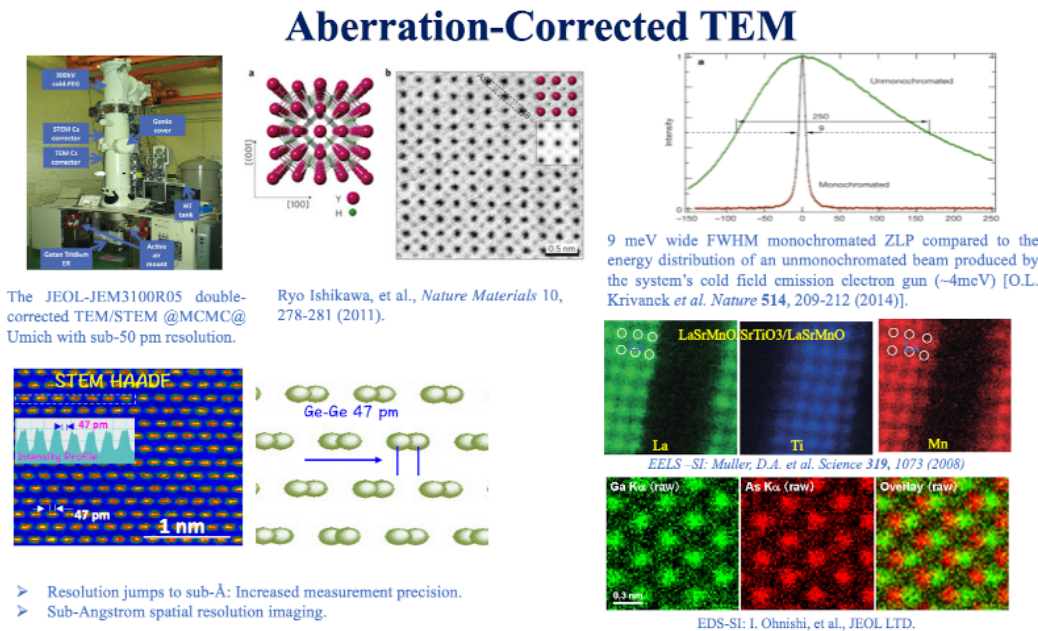 Aberration-Corrected TEM
300kV
cold-FEG
STEM Cs
corrector
TEM Cs
corrector
Gonio
cover
HT
tank
Gatan Tridium
ER
Active
air
mount
The JEOL-JEM3100R05 double-
corrected TEM/STEM @MCMC@
Umich with sub-50 pm resolution.
a
[001]
[100]
Y
H
b
A
B
0.5 nm
Ryo Ishikawa, et al., Nature Materials 10,
278-281 (2011).
a
Intensity
1
0
Unmonochromated
250
9
Monochromated
-150 -100 -50 0 50 100 150 200 250
9 meV wide FWHM monochromated ZLP compared to the
energy distribution of an unmonochromated beam produced by
the system's cold field emission electron gun (~4meV) [O.L.
Krivanek et al. Nature 514, 209-212 (2014)].
STEM HAADE
47 pm
Intensity Profile
47 pm
1 nm
Ge-Ge 47 pm
LaSrMnO/SrTiO3/LaSrMnO
La
Ti
Mn
EELS –SI: Muller, D.A. et al. Science 319, 1073 (2008)
Ga Kα (raw)
0.3 nm
As Kα (raw)
Overlay (raw)
EDS-SI: I. Ohnishi, et al., JEOL LTD.
➢ Resolution jumps to sub-Å: Increased measurement precision.
➢ Sub-Angstrom spatial resolution imaging.